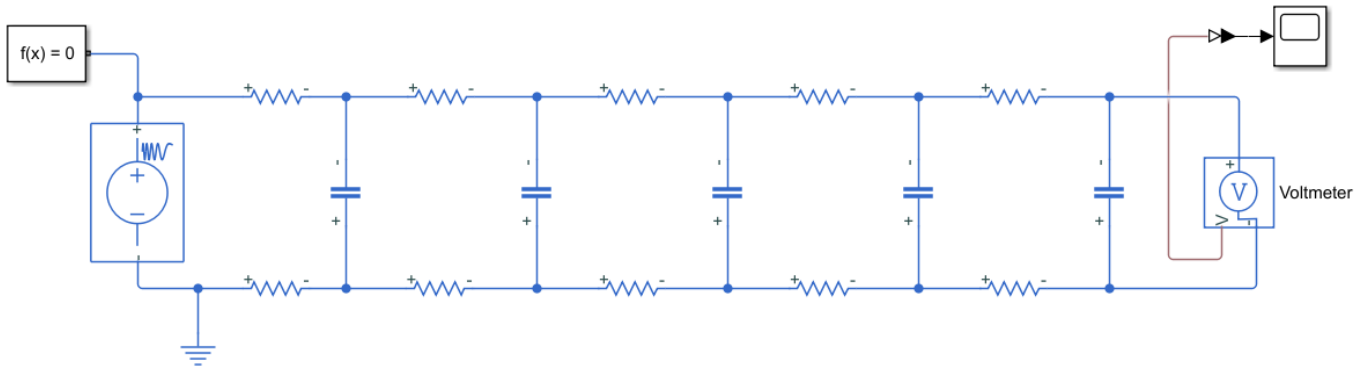 f(x) = 0
+ - + - + - + - + -
+
+
- - - - -
V
Voltmeter
+ + + + +
V
-
+ - + - + - + - + -